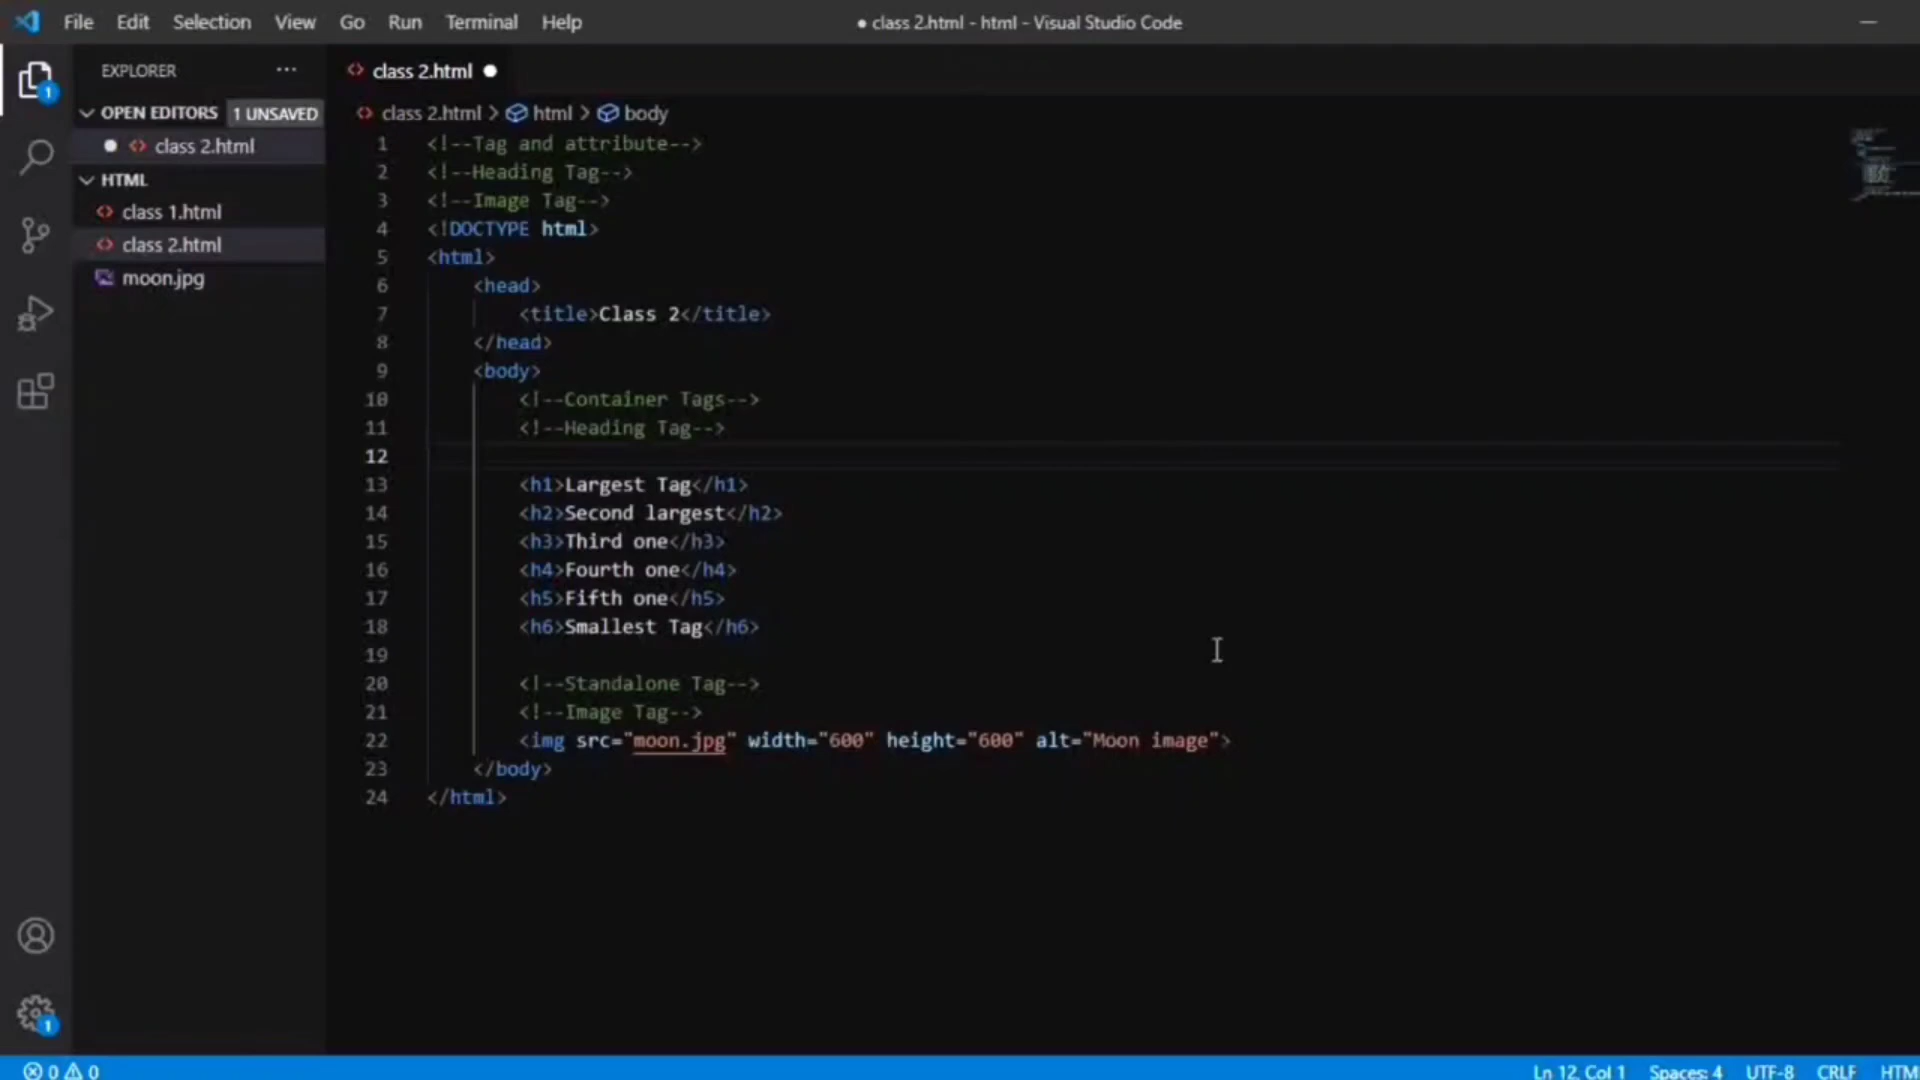 File Edit Selection View Go Run Terminal Help
● class 2.html - html - Visual Studio Code
EXPLORER
1
OPEN EDITORS 1 UNSAVED
class 2.html
HTML
class 1.html
class 2.html
moon.jpg
class 2.html
class 2.html > html > body
1 <!--Tag and attribute-->
2 <!--Heading Tag-->
3 <!--Image Tag-->
4 <!DOCTYPE html>
5 <html>
6 <head>
7 <title>Class 2</title>
8 </head>
9 <body>
10 <!--Container Tags-->
11 <!--Heading Tag-->
12
13 <h1>Largest Tag</h1>
14 <h2>Second largest</h2>
15 <h3>Third one</h3>
16 <h4>Fourth one</h4>
17 <h5>Fifth one</h5>
18 <h6>Smallest Tag</h6>
19
20 <!--Standalone Tag-->
21 <!--Image Tag-->
22 <img src="moon.jpg" width="600" height="600" alt="Moon image">
23 </body>
24 </html>
1
0 0
Ln 12, Col 1 Spaces: 4 UTF-8 CRLF HTM